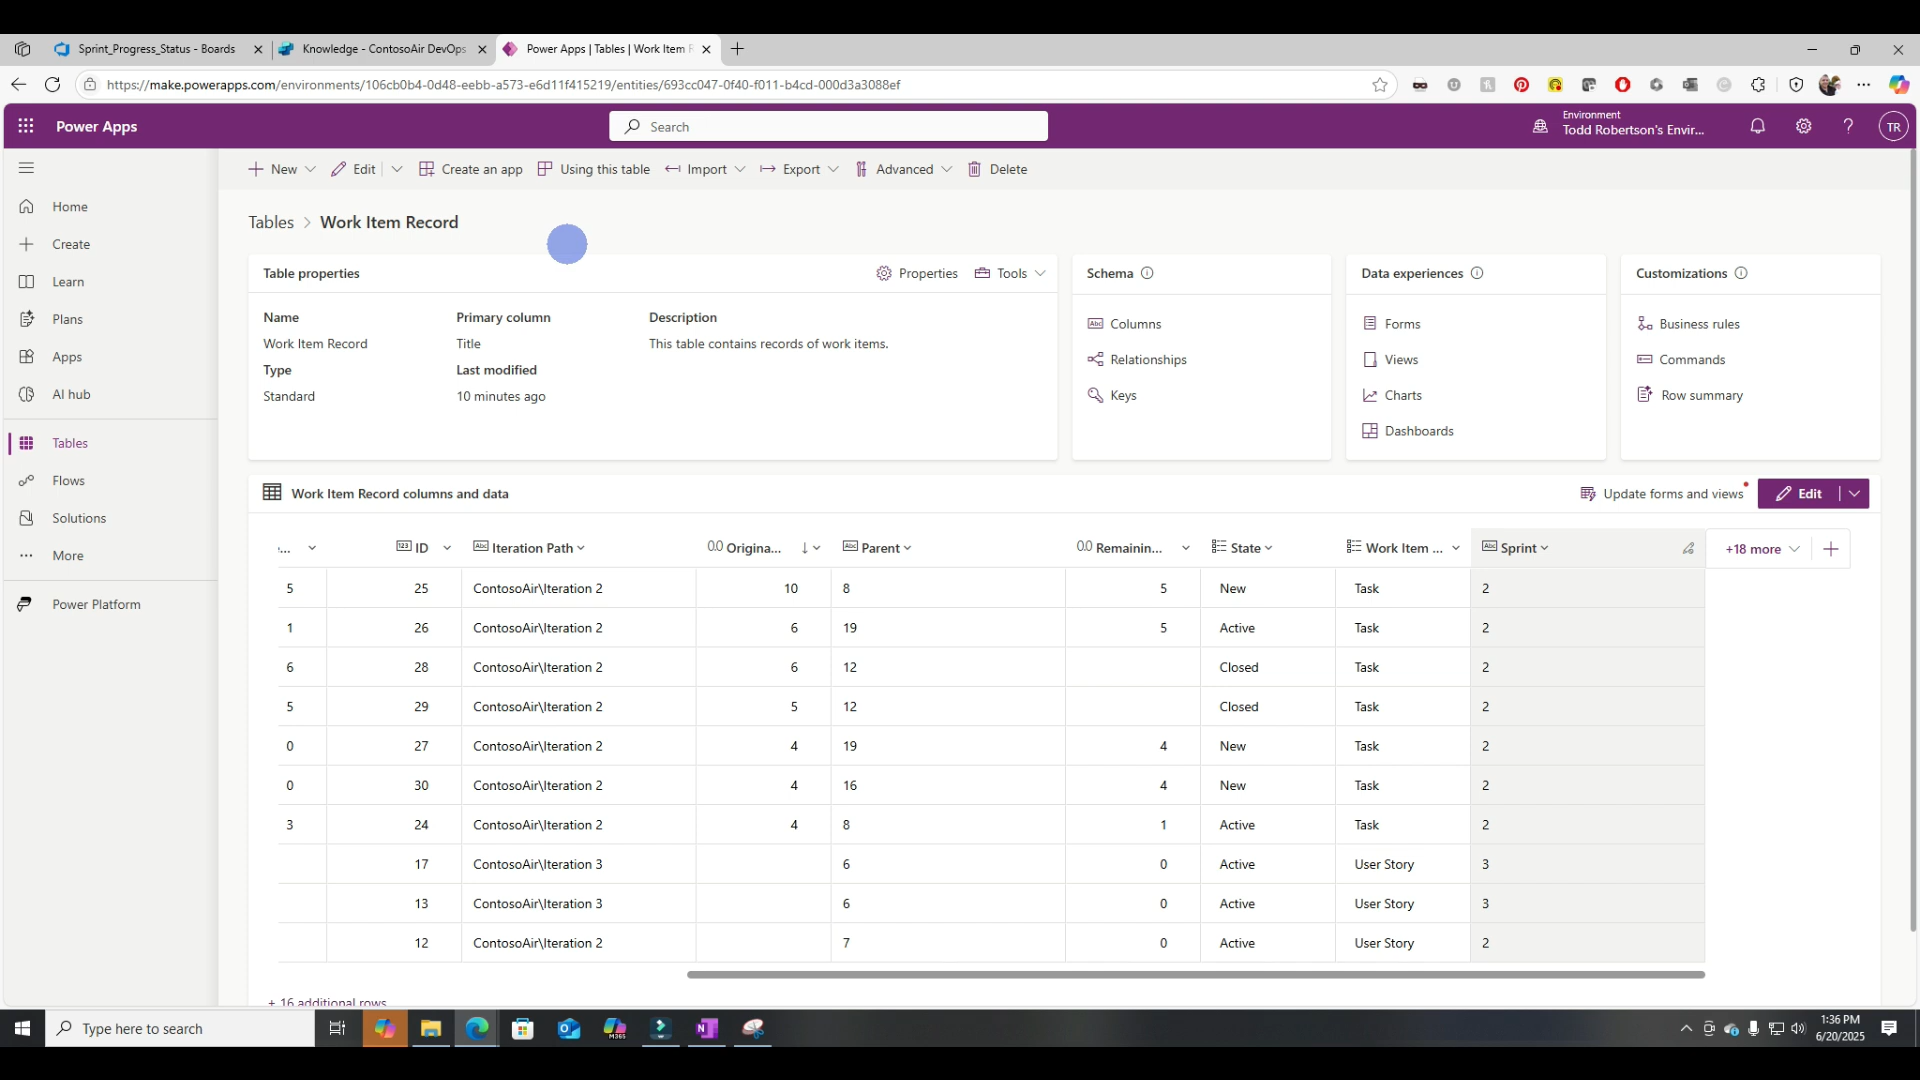 Sprint_Progress_Status - Boards
Knowledge - ContosoAir DevOps
Power Apps | Tables | Work Item R
https://make.powerapps.com/environments/106cb0b4-0d48-eebb-a573-e6d11f415219/entities/693cc047-0f40-f011-b4cd-000d3a3088ef
Power Apps
Search
Environment
Todd Robertson's Envir...
TR
New
Edit
Create an app
Using this table
Import
Export
Advanced
Delete
Home
Create
Learn
Plans
Apps
AI hub
Tables
Flows
Solutions
More
Power Platform
Tables > Work Item Record
Table properties
Properties
Tools
Name
Work Item Record
Type
Standard
Primary column
Title
Last modified
10 minutes ago
Description
This table contains records of work items.
Schema
Columns
Relationships
Keys
Data experiences
Forms
Views
Charts
Dashboards
Customizations
Business rules
Commands
Row summary
Work Item Record columns and data
Update forms and views
Edit
... ID Iteration Path Origina... Parent Remainin... State Work Item ... Sprint +18 more
5 25 ContosoAir\Iteration 2 10 8 5 New Task 2
1 26 ContosoAir\Iteration 2 6 19 5 Active Task 2
6 28 ContosoAir\Iteration 2 6 12 Closed Task 2
5 29 ContosoAir\Iteration 2 5 12 Closed Task 2
0 27 ContosoAir\Iteration 2 4 19 4 New Task 2
0 30 ContosoAir\Iteration 2 4 16 4 New Task 2
3 24 ContosoAir\Iteration 2 4 8 1 Active Task 2
17 ContosoAir\Iteration 3 6 0 Active User Story 3
13 ContosoAir\Iteration 3 6 0 Active User Story 3
12 ContosoAir\Iteration 2 7 0 Active User Story 2
+ 16 additional rows
Type here to search
M365
1:36 PM
6/20/2025